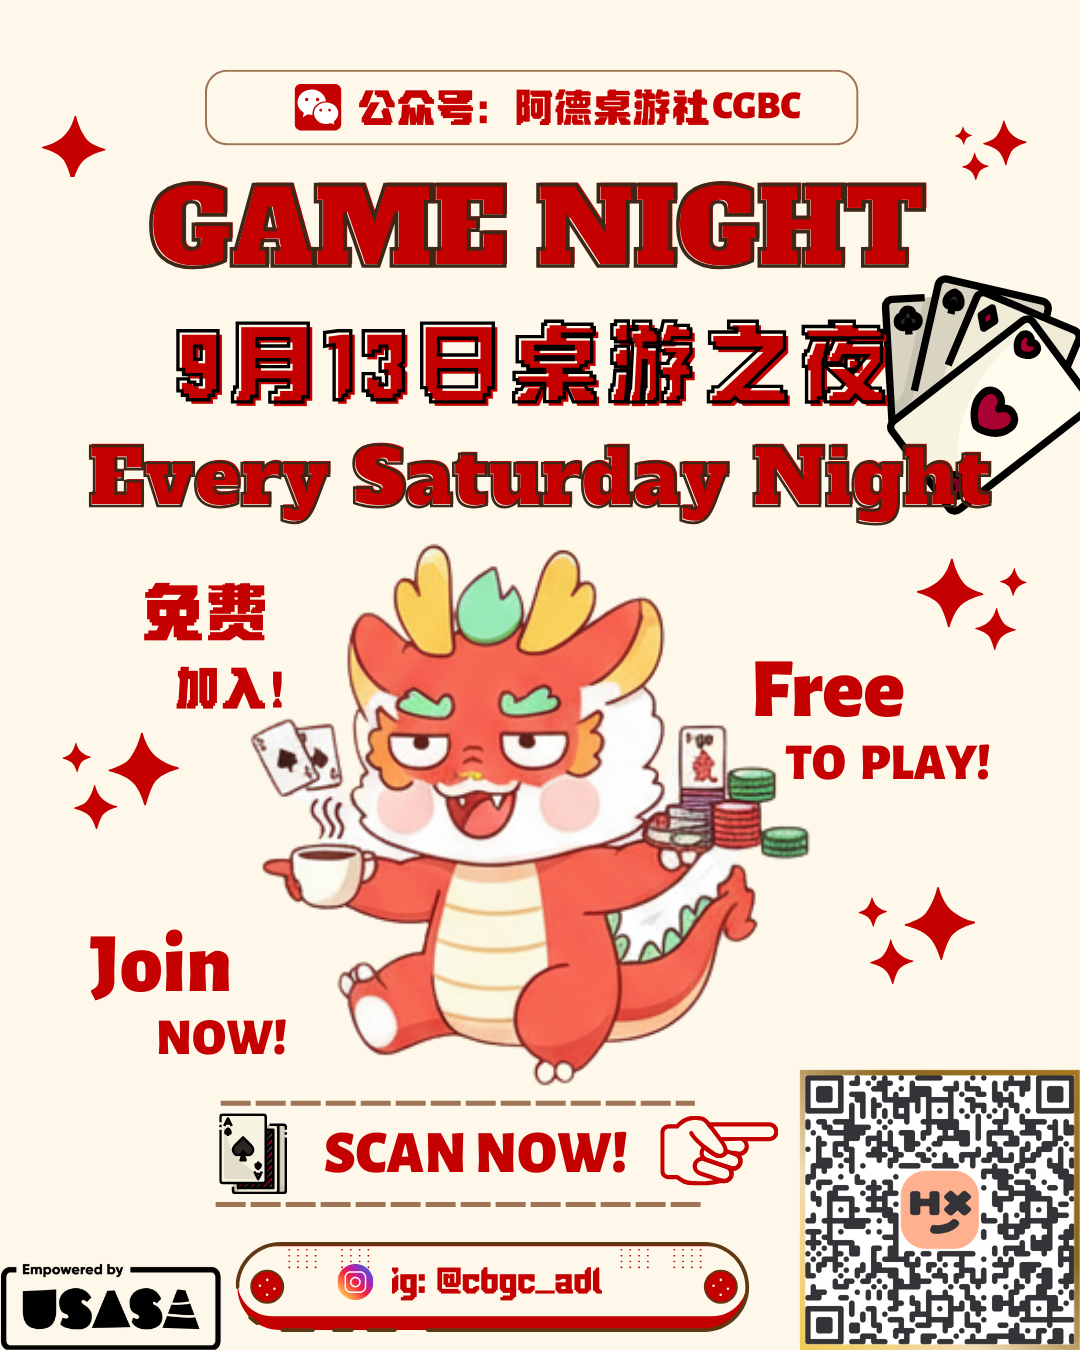 公众号：阿德桌游社CGBC
GAME NIGHT
9月13日桌游之夜
Every Saturday Night
免费
加入!
Free
TO PLAY!
Join
NOW!
A
SCAN NOW!
HX
ig: @cbgc_adl
Empowered by
USASA